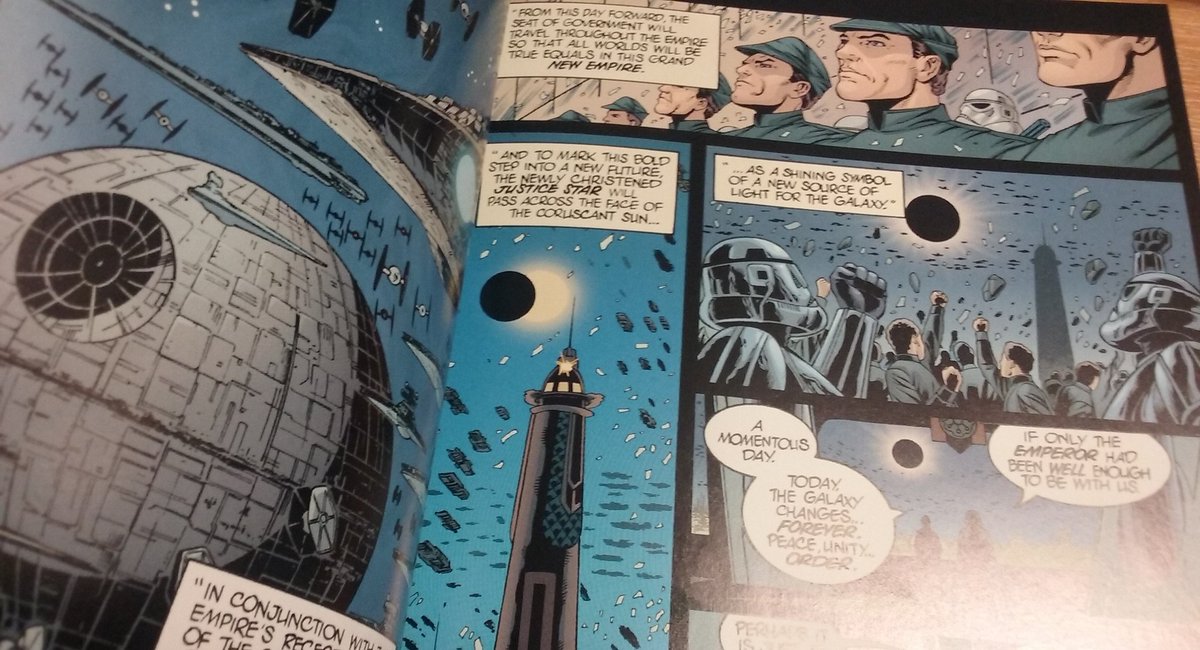 "IN CONJUNCTION WITH
EMPIRE'S
OF THE
"FROM THIS DAY FORWARD, THE
SEAT OF GOVERNMENT WILL
TRAVEL THROUGHOUT THE EMPIRE
SO THAT ALL WORLDS WILL BE
TRUE EQUALS IN THIS GRAND
NEW EMPIRE.
"AND TO MARK THIS BOLD
STEP INTO A NEW FUTURE,
THE NEWLY CHRISTENED
JUSTICE STAR WILL
PASS ACROSS THE FACE OF
THE CORUSCANT SUN...
"...AS A SHINING SYMBOL
OF A NEW SOURCE OF
LIGHT FOR THE GALAXY."
A
MOMENTOUS
DAY.
TODAY,
THE GALAXY
CHANGES...
FOREVER.
PEACE, UNITY...
ORDER.
IF ONLY THE
EMPEROR HAD
BEEN WELL ENOUGH
TO BE WITH US.
IS